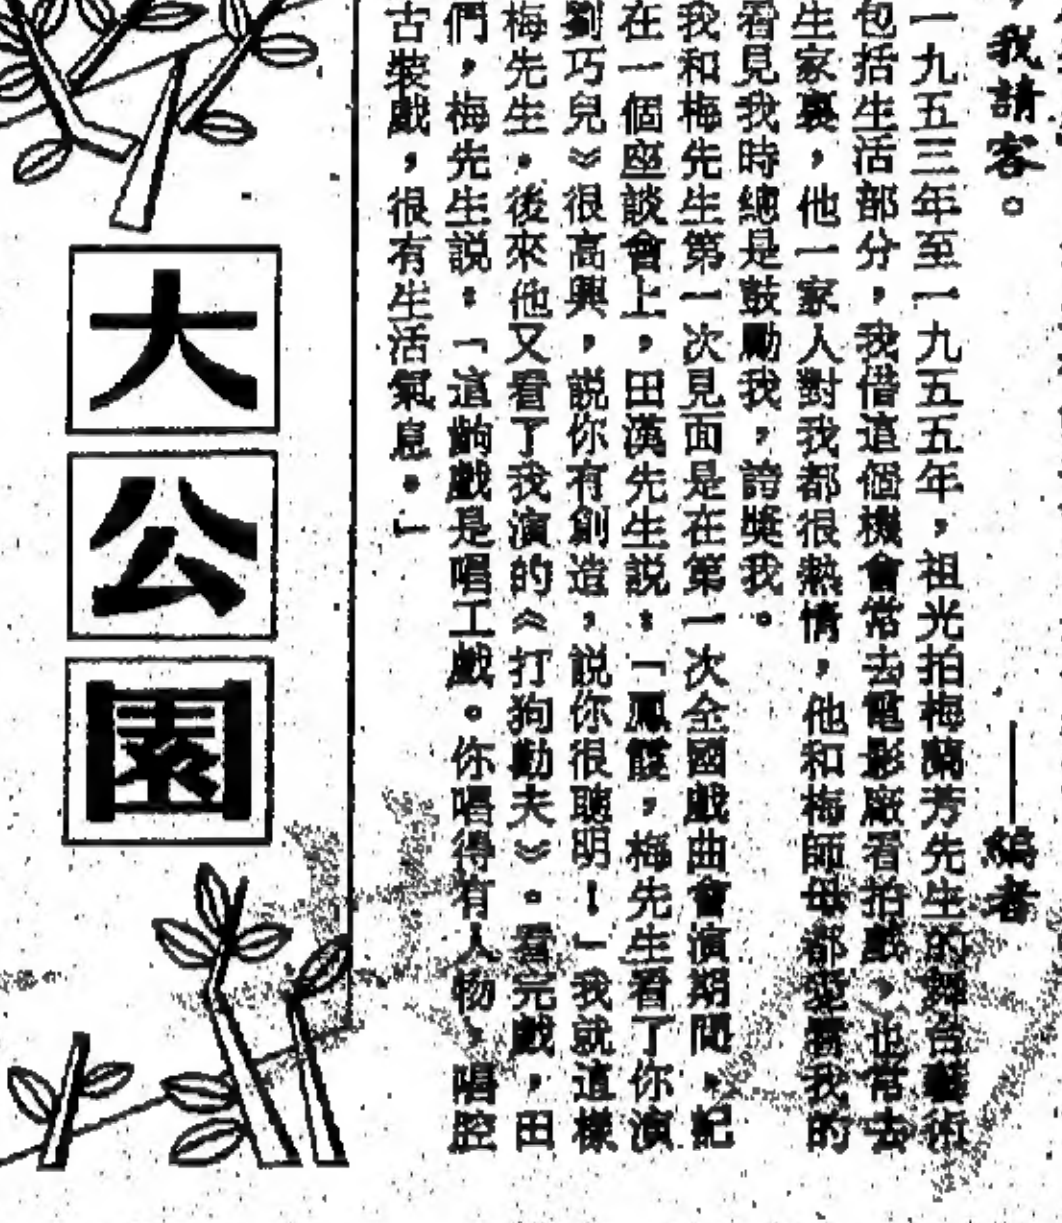 ，我請客。
——編者
一九五三年至一九五五年，祖光拍梅蘭芳先生的舞台藝術
包括生活部分，我借這個機會常去電影廠看拍戲，也常去
生家裏，他一家人對我都很熱情，他和梅師母都愛看我的
看見我時總是鼓勵我，誇獎我。
我和梅先生第一次見面是在第一次全國戲曲會演期間，記
在一個座談會上，田漢先生說：「鳳霞，梅先生看了你演
劉巧兒》很高興，說你有創造，說你很聰明！」我就這樣
梅先生，後來他又看了我演的《打狗勸夫》。看完戲，田
們，梅先生說：「這齣戲是唱工戲。你唱得有人物，唱腔
古裝戲，很有生活氣息。」
大公園